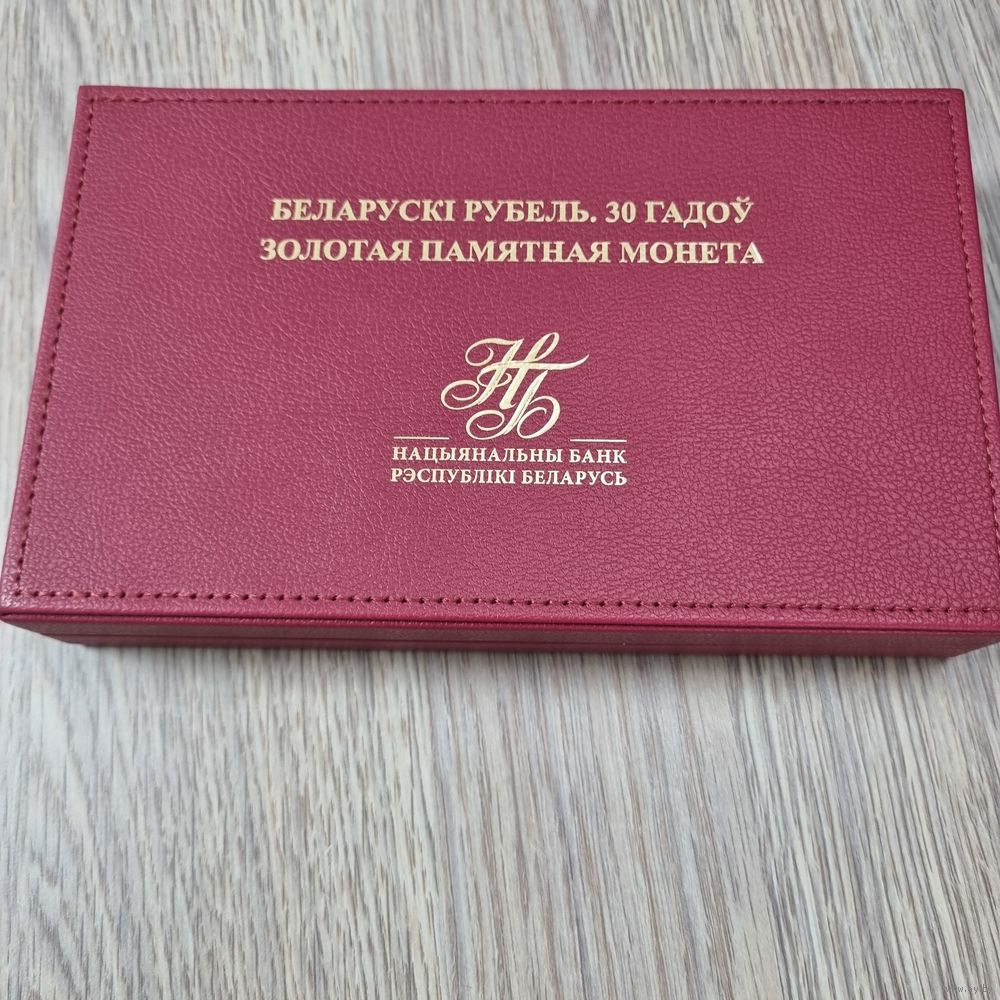 БЕЛАРУСКІ РУБЕЛЬ. 30 ГАДОЎ
ЗОЛОТАЯ ПАМЯТНАЯ МОНЕТА
НБ
НАЦЫЯНАЛЬНЫ БАНК
РЭСПУБЛІКІ БЕЛАРУСЬ